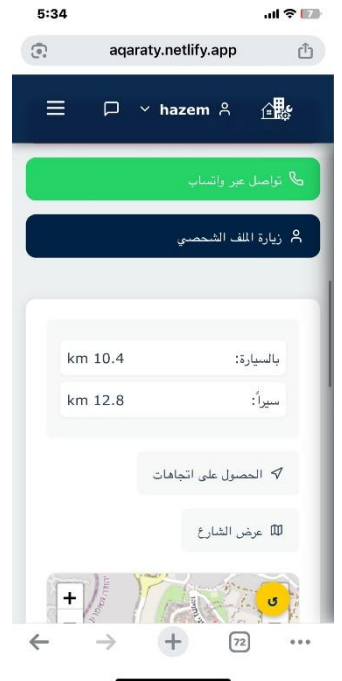 5:34
7
aqaraty.netlify.app
hazem
تواصل عبر واتساب
زيارة الملف الشخصي
بالسيارة: 10.4 km
سيراً: 12.8 km
الحصول على اتجاهات
عرض الشارع
+
72